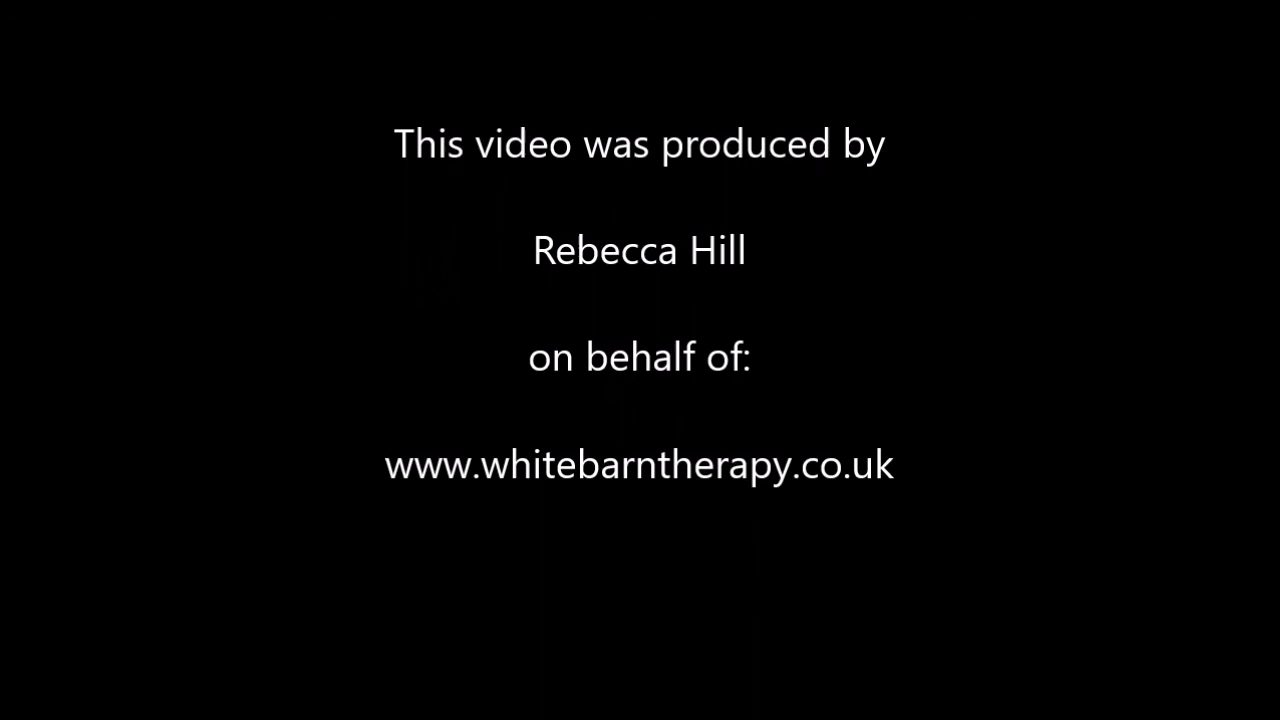 This video was produced by
Rebecca Hill
on behalf of:
www.whitebarntherapy.co.uk